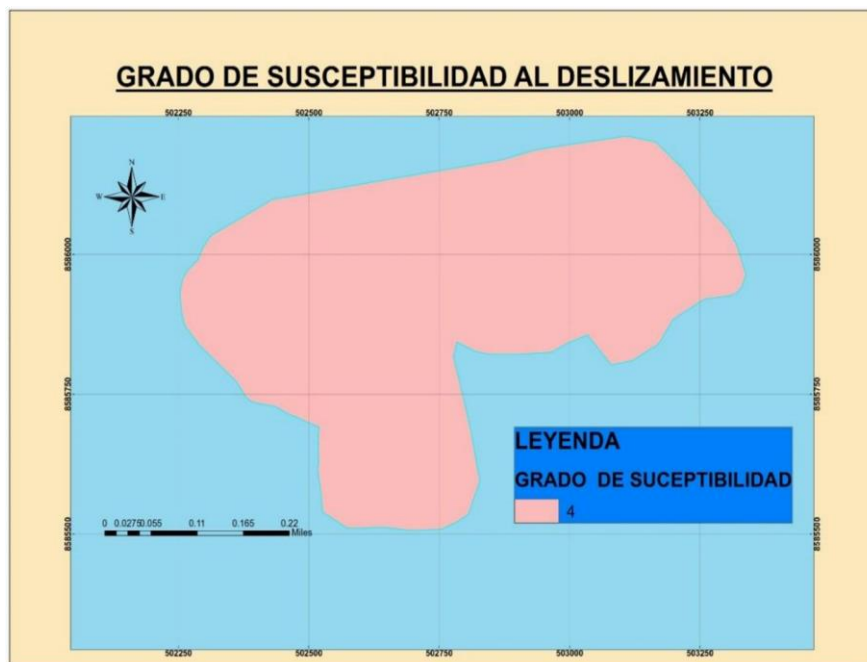 GRADO DE SUSCEPTIBILIDAD AL DESLIZAMIENTO
502250 502500 502750 503000 503250
N
W E
S
8586000 8586000
8585750 8585750
LEYENDA
GRADO DE SUCEPTIBILIDAD
4
0 0.0275 0.055 0.11 0.165 0.22
Miles
8585500 8585500
502250 502500 502750 503000 503250